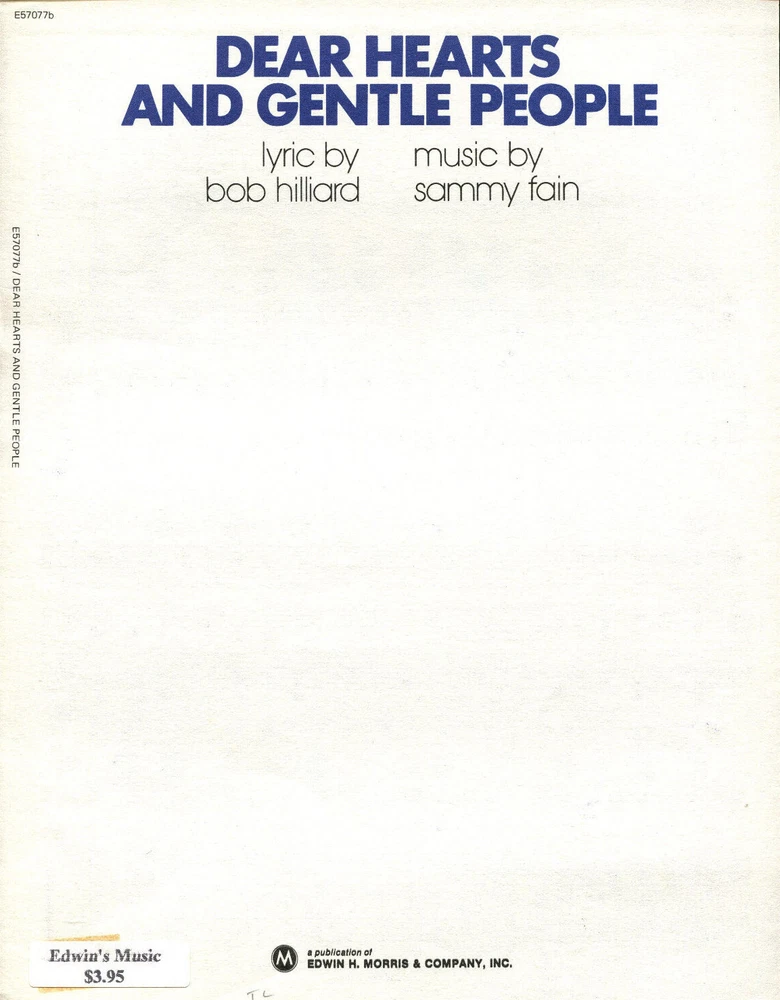 E57077b
DEAR HEARTS
AND GENTLE PEOPLE
lyric by
bob hilliard
music by
sammy fain
E57077b / DEAR HEARTS AND GENTLE PEOPLE
Edwin's Music
$3.95
M
a publication of
EDWIN H. MORRIS & COMPANY, INC.
TL